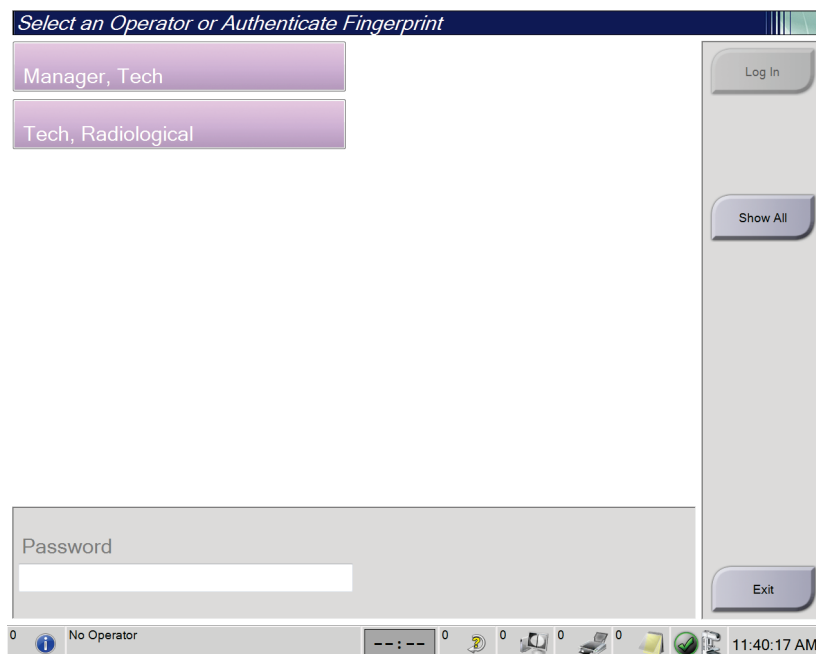 Select an Operator or Authenticate Fingerprint
Manager, Tech
Log In
Tech, Radiological
Show All
Password
Exit
0 No Operator --:-- 0 0 0 0 11:40:17 AM